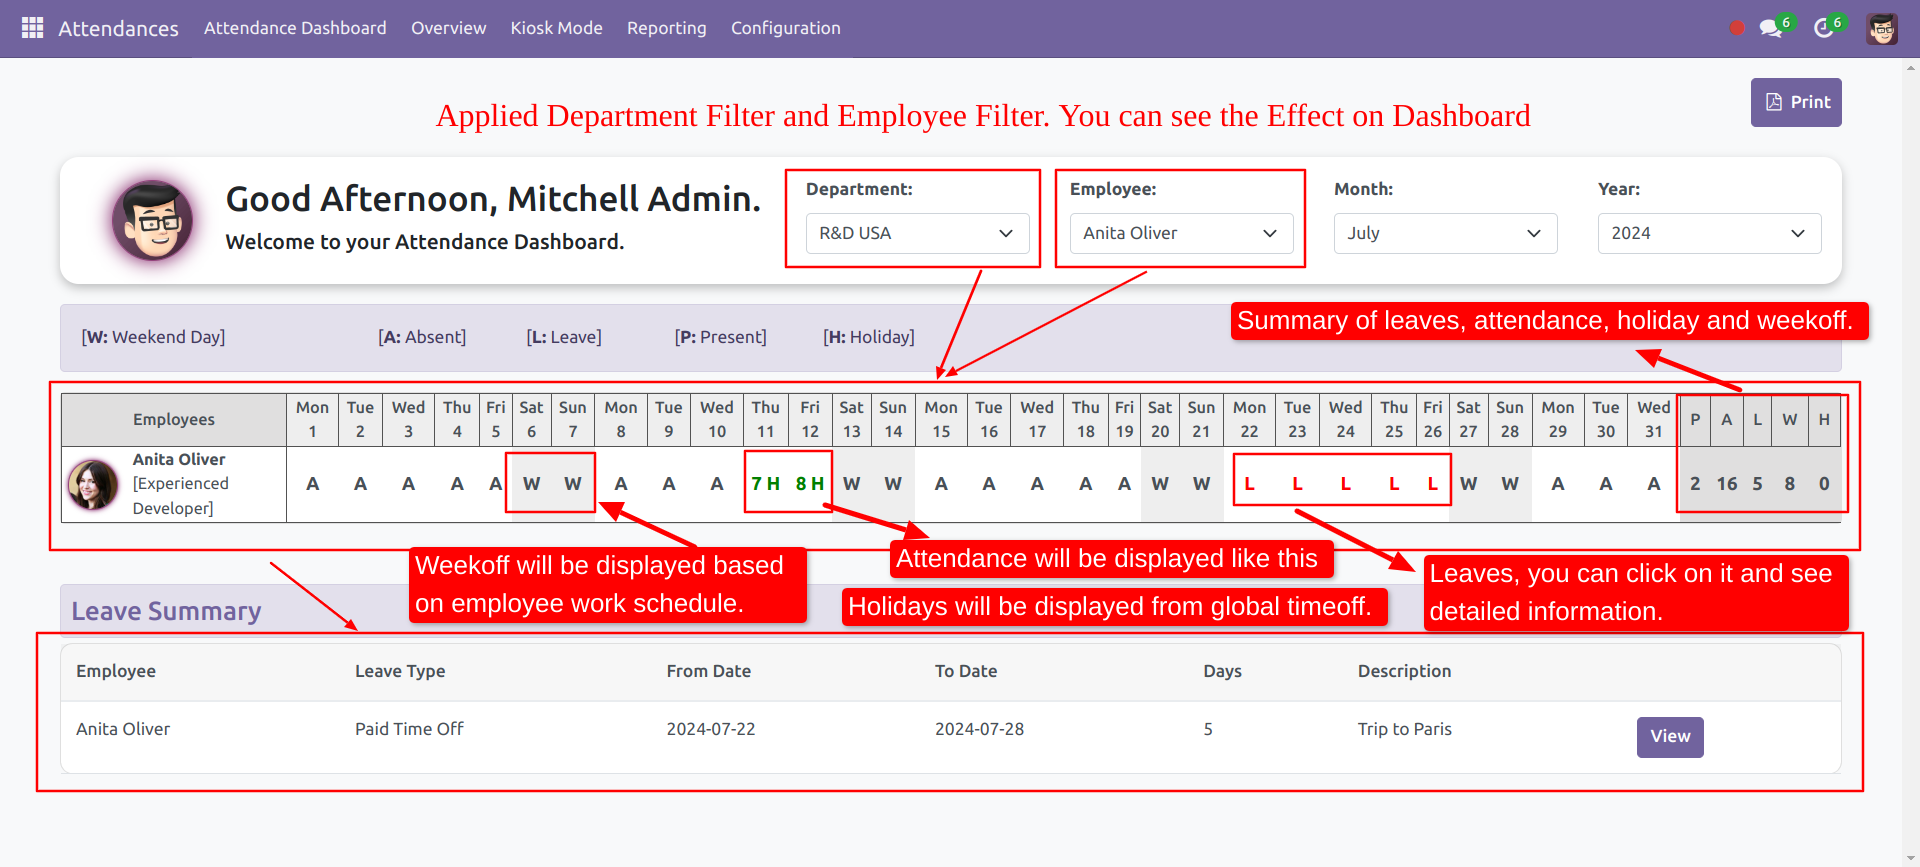 Attendances Attendance Dashboard Overview Kiosk Mode Reporting Configuration 6 6
Print
Applied Department Filter and Employee Filter. You can see the Effect on Dashboard
Good Afternoon, Mitchell Admin.
Welcome to your Attendance Dashboard.
Department: Employee: Month: Year:
R&D USA Anita Oliver July 2024
Summary of leaves, attendance, holiday and weekoff.
[W: Weekend Day] [A: Absent] [L: Leave] [P: Present] [H: Holiday]
Employees Mon Tue Wed Thu Fri Sat Sun Mon Tue Wed Thu Fri Sat Sun Mon Tue Wed Thu Fri Sat Sun Mon Tue Wed Thu Fri Sat Sun Mon Tue Wed P A L W H
1 2 3 4 5 6 7 8 9 10 11 12 13 14 15 16 17 18 19 20 21 22 23 24 25 26 27 28 29 30 31
Anita Oliver
[Experienced
Developer]
A A A A A W W A A A 7 H 8 H W W A A A A A W W L L L L L W W A A A 2 16 5 8 0
Weekoff will be displayed based
on employee work schedule.
Attendance will be displayed like this
Holidays will be displayed from global timeoff.
Leaves, you can click on it and see
detailed information.
Leave Summary
Employee Leave Type From Date To Date Days Description
Anita Oliver Paid Time Off 2024-07-22 2024-07-28 5 Trip to Paris View